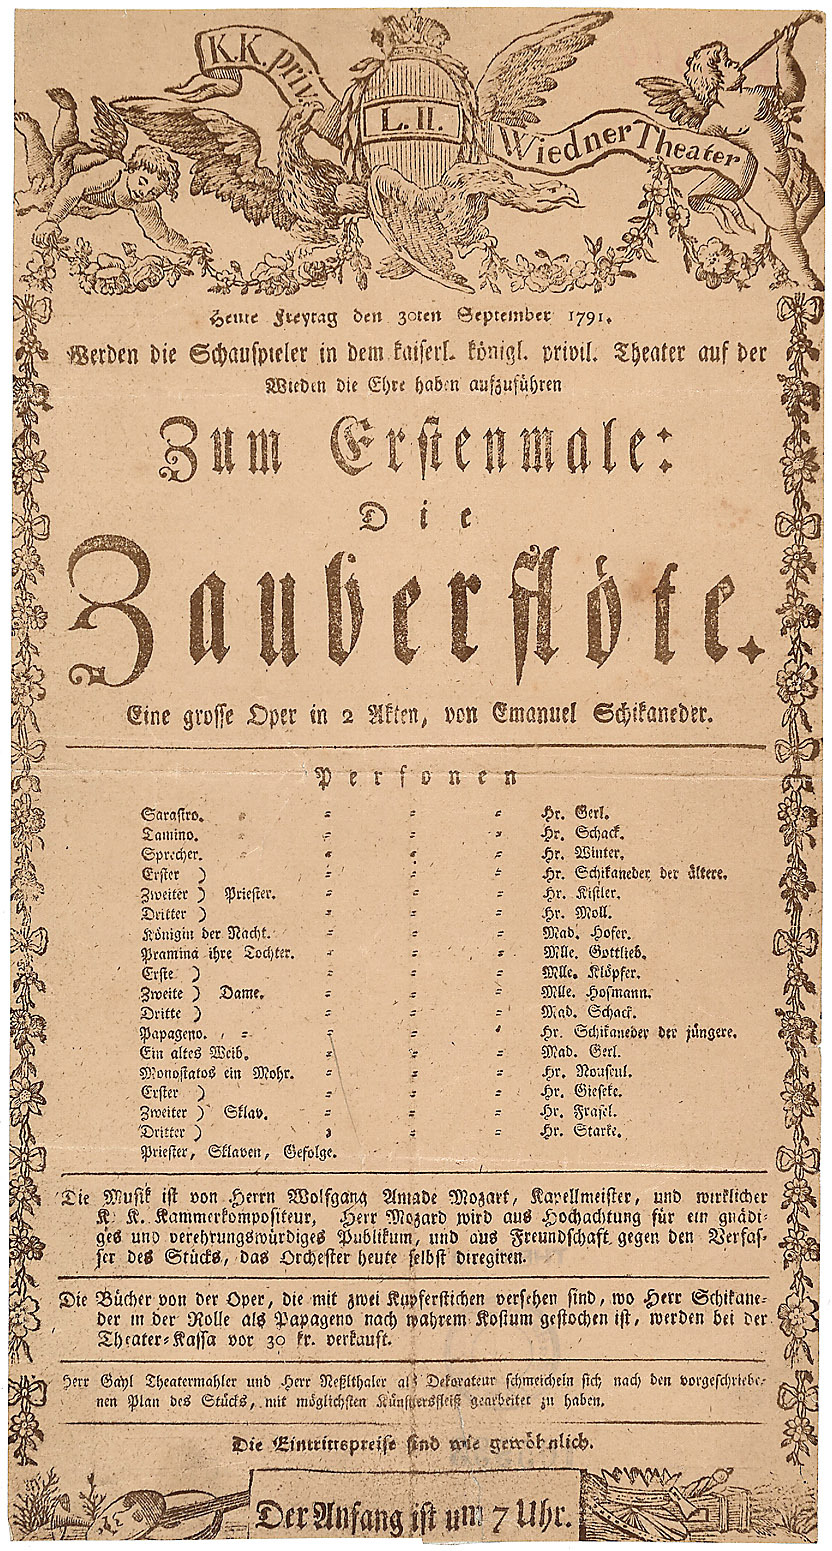 K.K. priv.
L. II.
Wiedner Theater
Heute Freytag den 30ten September 1791.
Werden die Schauspieler in dem kaiserl. königl. privil. Theater auf der
Wieden die Ehre haben aufzuführen
Zum Erstenmale:
Die
Zauberflöte.
Eine grosse Oper in 2 Akten, von Emanuel Schikaneder.
Personen
Sarastro. = = = Hr. Gerl.
Tamino. = = = Hr. Schack.
Sprecher. = = = Hr. Winter.
Erster ) = = = Hr. Schikaneder der ältere.
Zweiter ) Priester. = = = Hr. Kistler.
Dritter ) = = = Hr. Moll.
Königin der Nacht. = = = Mad. Hofer.
Pramina ihre Tochter. = = = Mlle. Gottlieb.
Erste ) = = = Mlle. Klöpfer.
Zweite ) Dame. = = = Mlle. Hofmann.
Dritte ) = = = Mad. Schack.
Papageno. = = = Hr. Schikaneder der jüngere.
Ein altes Weib. = = = Mad. Gerl.
Monostatos ein Mohr. = = = Hr. Nouseul.
Erster ) = = = Hr. Gieseke.
Zweiter ) Sklav. = = = Hr. Frasel.
Dritter ) = = = Hr. Starke.
Priester, Sklaven, Gefolge.
Die Musik ist von Herrn Wolfgang Amade Mozart, Kapellmeister, und wirklicher
K. K. Kammerkompositeur, Herr Mozard wird aus Hochachtung für ein gnädi=
ges und verehrungswürdiges Publikum, und aus Freundschaft gegen den Verfas=
ser des Stücks, das Orchester heute selbst diregiren.
Die Bücher von der Oper, die mit zwei Kupferstichen versehen sind, wo Herr Schikane=
der in der Rolle als Papageno nach wahrem Kostum gestochen ist, werden bei der
Theater=Kassa vor 30 kr. verkauft.
Herr Gayl Theatermahler und Herr Neßlthaler als Dekorateur schmeicheln sich nach den vorgeschriebe=
nen Plan des Stücks, mit möglichsten Künstlersfleiß gearbeitet zu haben.
Die Eintrittspreise sind wie gewöhnlich.
Der Anfang ist um 7 Uhr.